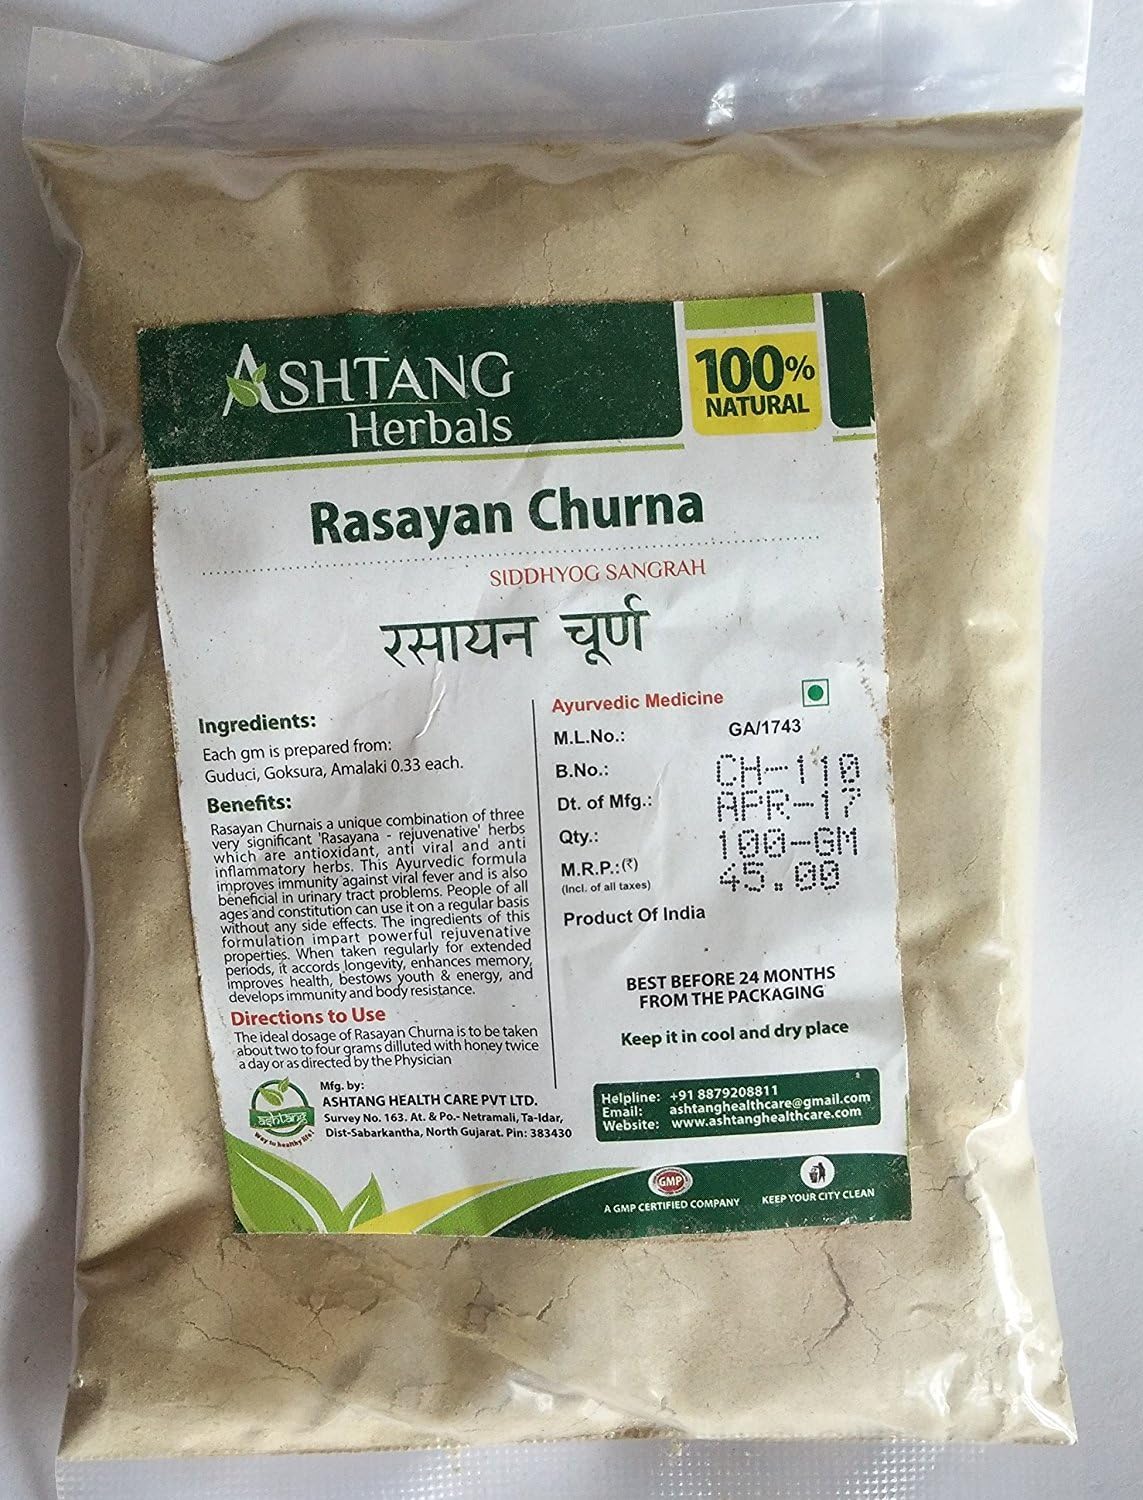 ASHTANG
Herbals
100%
NATURAL
Rasayan Churna
SIDDHYOG SANGRAH
रसायन चूर्ण
Ingredients:
Each gm is prepared from:
Guduci, Goksura, Amalaki 0.33 each.
Benefits:
Rasayan Churnais a unique combination of three
very significant 'Rasayana - rejuvenative' herbs
which are antioxidant, anti viral and anti
inflammatory herbs. This Ayurvedic formula
improves immunity against viral fever and is also
beneficial in urinary tract problems. People of all
ages and constitution can use it on a regular basis
without any side effects. The ingredients of this
formulation impart powerful rejuvenative
properties. When taken regularly for extended
periods, it accords longevity, enhances memory,
improves health, bestows youth & energy, and
develops immunity and body resistance.
Directions to Use
The ideal dosage of Rasayan Churna is to be taken
about two to four grams dilluted with honey twice
a day or as directed by the Physician
Ayurvedic Medicine
M.L.No.: GA/1743
B.No.: CH-110
Dt. of Mfg.: APR-17
Qty.: 100-GM
M.R.P.:(₹) 45.00
(Incl. of all taxes)
Product Of India
BEST BEFORE 24 MONTHS
FROM THE PACKAGING
Keep it in cool and dry place
ashtang
Way to healthy life!
Mfg. by:
ASHTANG HEALTH CARE PVT LTD.
Survey No. 163. At. & Po.- Netramali, Ta-Idar,
Dist-Sabarkantha, North Gujarat. Pin: 383430
Helpline: +91 8879208811
Email: ashtanghealthcare@gmail.com
Website: www.ashtanghealthcare.com
GMP
A GMP CERTIFIED COMPANY
KEEP YOUR CITY CLEAN